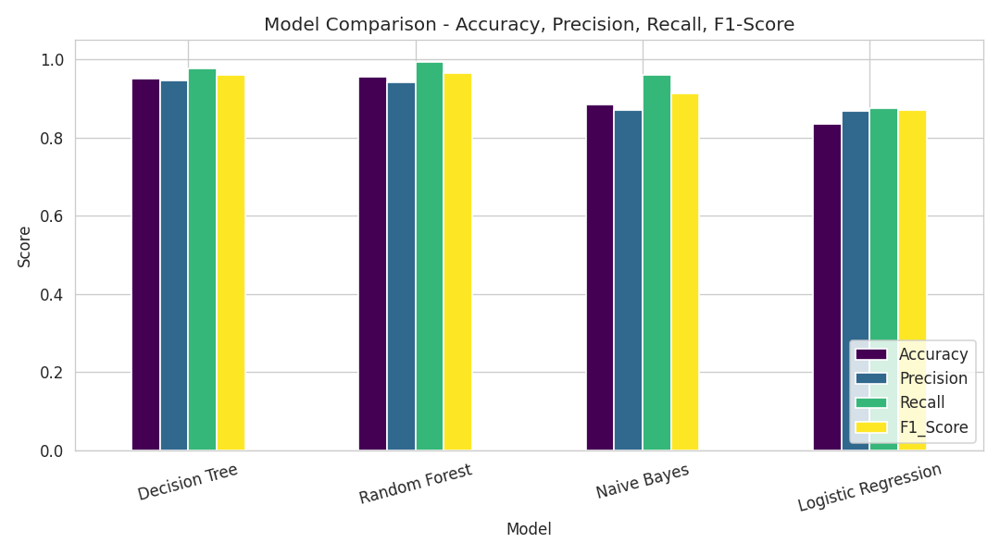 Model Comparison - Accuracy, Precision, Recall, F1-Score
Score
1.0
0.8
0.6
0.4
0.2
0.0
Accuracy
Precision
Recall
F1_Score
Decision Tree
Random Forest
Naive Bayes
Logistic Regression
Model